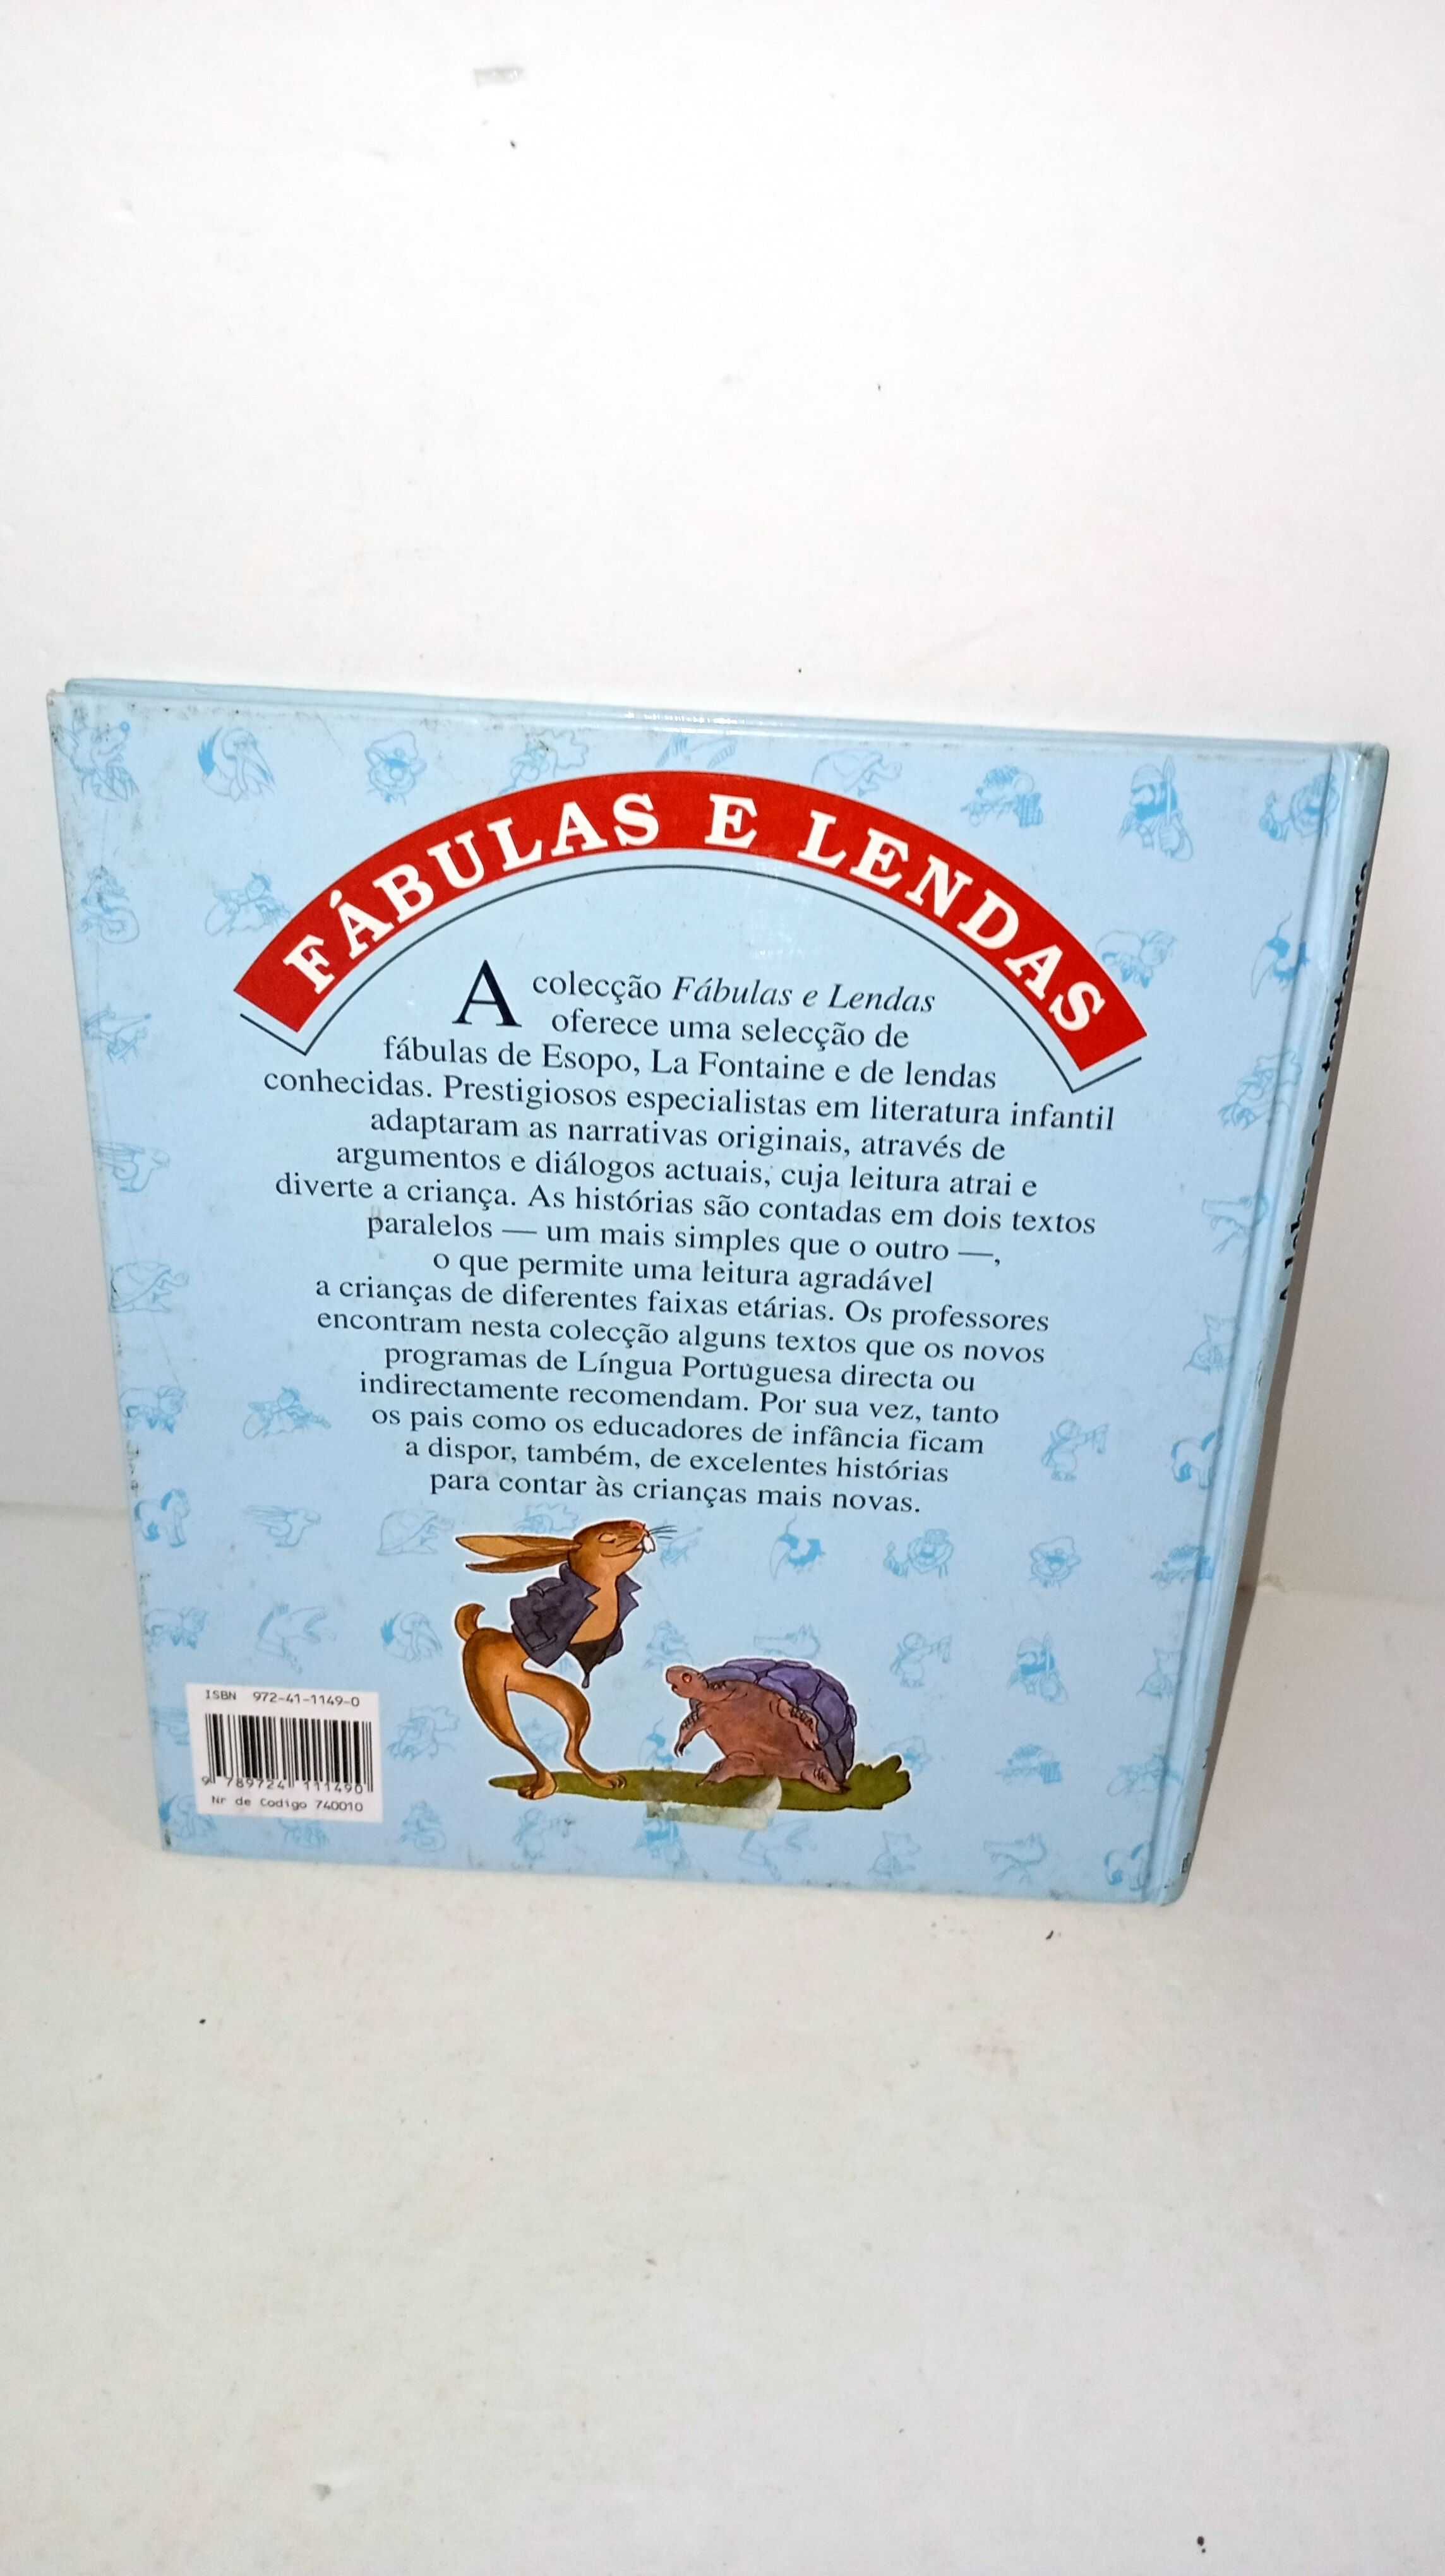 FÁBULAS E LENDAS
A colecção Fábulas e Lendas
oferece uma selecção de
fábulas de Esopo, La Fontaine e de lendas
conhecidas. Prestigiosos especialistas em literatura infantil
adaptaram as narrativas originais, através de
argumentos e diálogos actuais, cuja leitura atrai e
diverte a criança. As histórias são contadas em dois textos
paralelos — um mais simples que o outro —,
o que permite uma leitura agradável
a crianças de diferentes faixas etárias. Os professores
encontram nesta colecção alguns textos que os novos
programas de Língua Portuguesa directa ou
indirectamente recomendam. Por sua vez, tanto
os pais como os educadores de infância ficam
a dispor, também, de excelentes histórias
para contar às crianças mais novas.
ISBN 972-41-1149-0
9 789724 111490
Nr de Codigo 740010
A lebre e a tartaruga